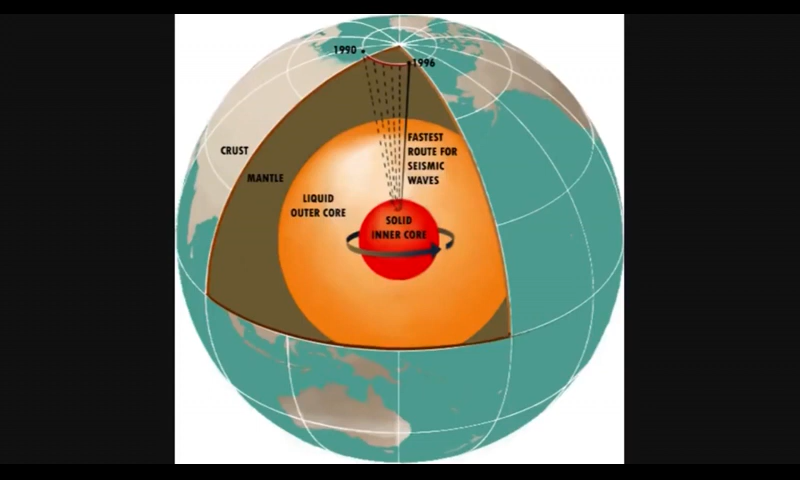 1990
1996
CRUST
MANTLE
LIQUID
OUTER CORE
FASTEST
ROUTE FOR
SEISMIC
WAVES
SOLID
INNER CORE